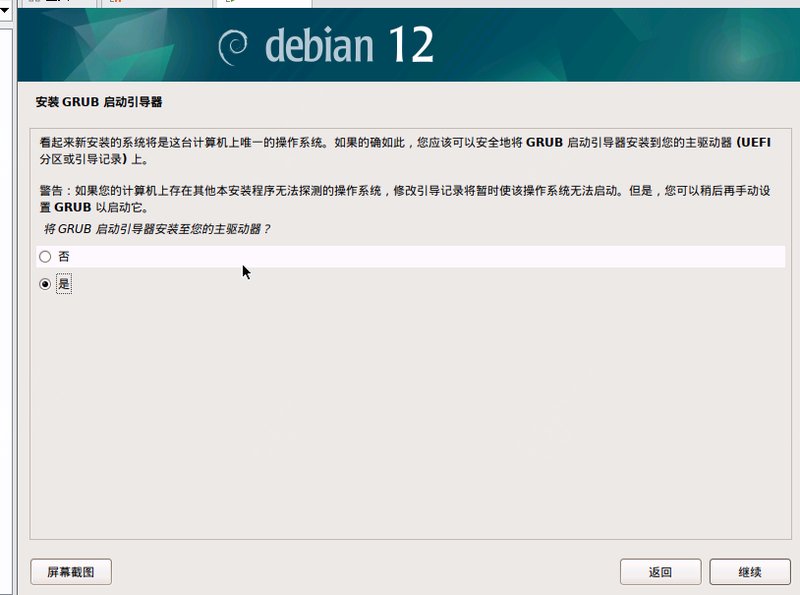 debian 12
安装 GRUB 启动引导器
看起来新安装的系统将是这台计算机上唯一的操作系统。如果的确如此，您应该可以安全地将 GRUB 启动引导器安装到您的主驱动器 (UEFI
分区或引导记录) 上。
警告：如果您的计算机上存在其他本安装程序无法探测的操作系统，修改引导记录将暂时使该操作系统无法启动。但是，您可以稍后再手动设
置 GRUB 以启动它。
将 GRUB 启动引导器安装至您的主驱动器？
否
是
屏幕截图
返回
继续